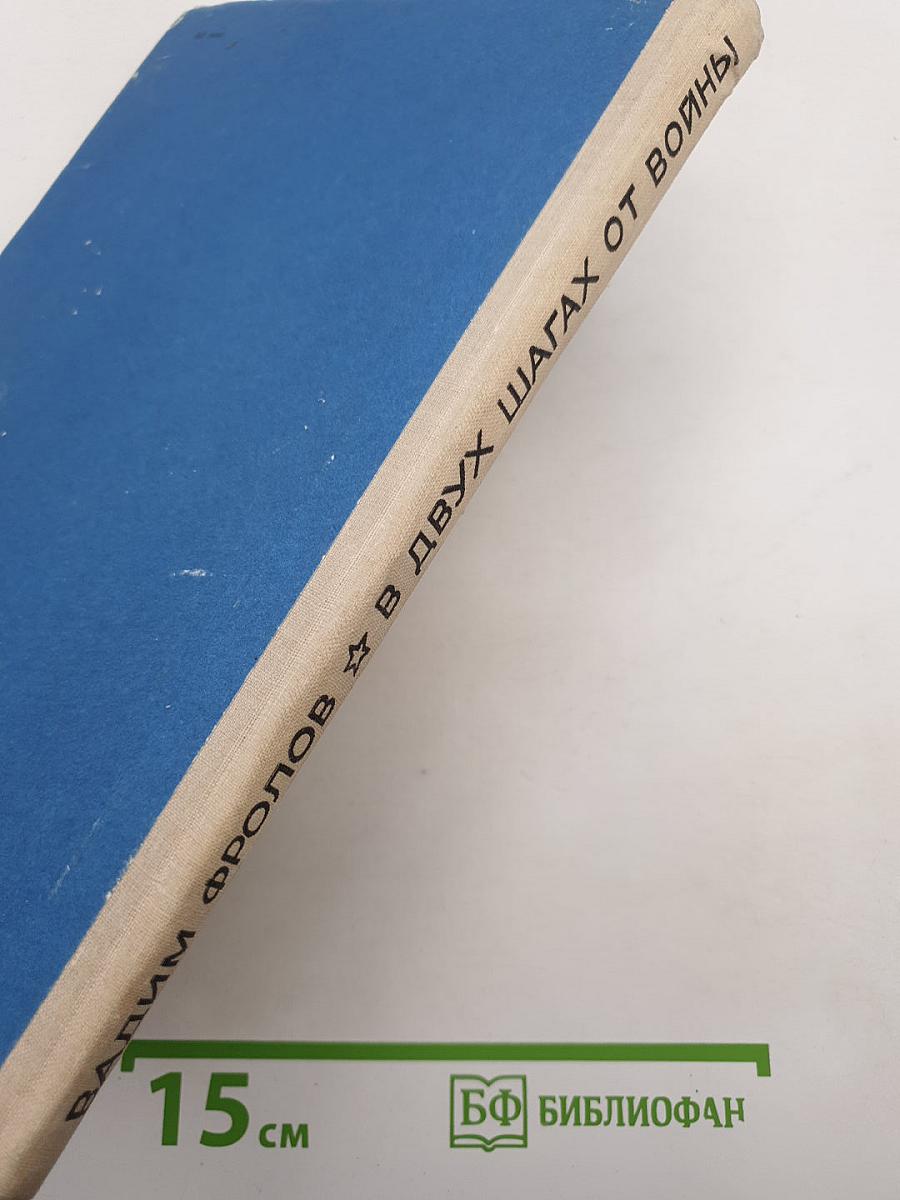 ВАДИМ ФРОЛОВ ☆ В ДВУХ ШАГАХ ОТ ВОЙНЫ
15 см
БФ БИБЛИОФАН